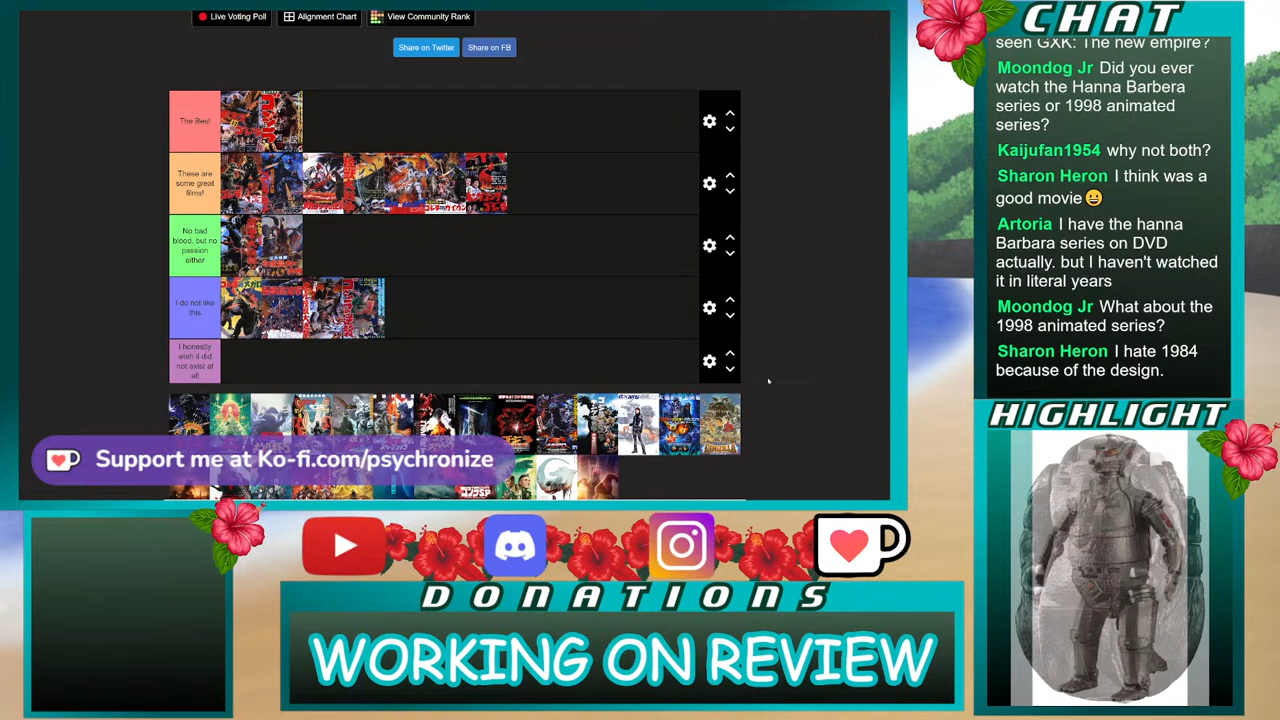 Live Voting Poll
Alignment Chart
View Community Rank
Share on Twitter
Share on FB
The Best
These are
some great
films!
No bad
blood, but no
passion
either
I do not like
this
I honestly
wish it did
not exist at
all
Support me at Ko-fi.com/psychronize
CHAT
seen GXK: The new empire?
Moondog Jr Did you ever
watch the Hanna Barbera
series or 1998 animated
series?
Kaijufan1954 why not both?
Sharon Heron I think was a
good movie😀
Artoria I have the hanna
Barbara series on DVD
actually. but I haven't watched
it in literal years
Moondog Jr What about the
1998 animated series?
Sharon Heron I hate 1984
because of the design.
HIGHLIGHT
DONATIONS
WORKING ON REVIEW